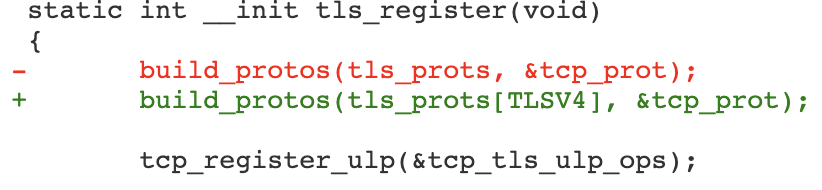 static int __init tls_register(void)
{
-       build_protos(tls_prots, &tcp_prot);
+       build_protos(tls_prots[TLSV4], &tcp_prot);
        tcp_register_ulp(&tcp_tls_ulp_ops);